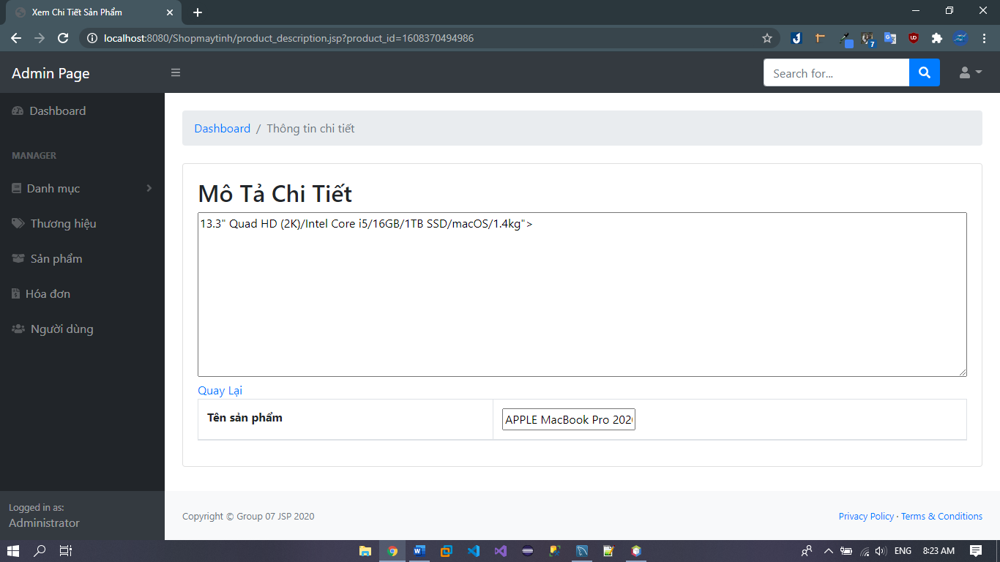 Xem Chi Tiết Sản Phẩm
localhost:8080/Shopmaytinh/product_description.jsp?product_id=1608370494986
7
Admin Page
Search for...
Dashboard
Dashboard / Thông tin chi tiết
MANAGER
Danh mục
Thương hiệu
Sản phẩm
Hóa đơn
Người dùng
Mô Tả Chi Tiết
13.3" Quad HD (2K)/Intel Core i5/16GB/1TB SSD/macOS/1.4kg">
Quay Lại
Tên sản phẩm
APPLE MacBook Pro 202
Logged in as:
Administrator
Copyright © Group 07 JSP 2020
Privacy Policy · Terms & Conditions
ENG
8:23 AM